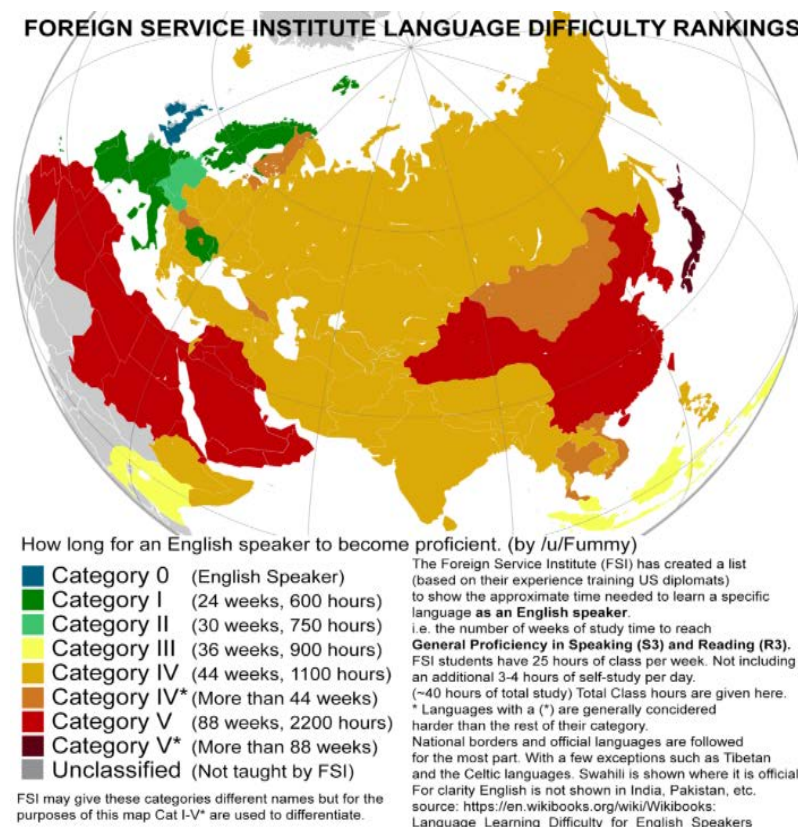 FOREIGN SERVICE INSTITUTE LANGUAGE DIFFICULTY RANKINGS
How long for an English speaker to become proficient. (by /u/Fummy)
Category 0 (English Speaker)
Category I (24 weeks, 600 hours)
Category II (30 weeks, 750 hours)
Category III (36 weeks, 900 hours)
Category IV (44 weeks, 1100 hours)
Category IV* (More than 44 weeks)
Category V (88 weeks, 2200 hours)
Category V* (More than 88 weeks)
Unclassified (Not taught by FSI)
FSI may give these categories different names but for the
purposes of this map Cat I-V* are used to differentiate.
The Foreign Service Institute (FSI) has created a list
(based on their experience training US diplomats)
to show the approximate time needed to learn a specific
language as an English speaker.
i.e. the number of weeks of study time to reach
General Proficiency in Speaking (S3) and Reading (R3).
FSI students have 25 hours of class per week. Not including
an additional 3-4 hours of self-study per day.
(~40 hours of total study) Total Class hours are given here.
* Languages with a (*) are generally concidered
harder than the rest of their category.
National borders and official languages are followed
for the most part. With a few exceptions such as Tibetan
and the Celtic languages. Swahili is shown where it is official
For clarity English is not shown in India, Pakistan, etc.
source: https://en.wikibooks.org/wiki/Wikibooks:
Language Learning Difficulty for English Speakers